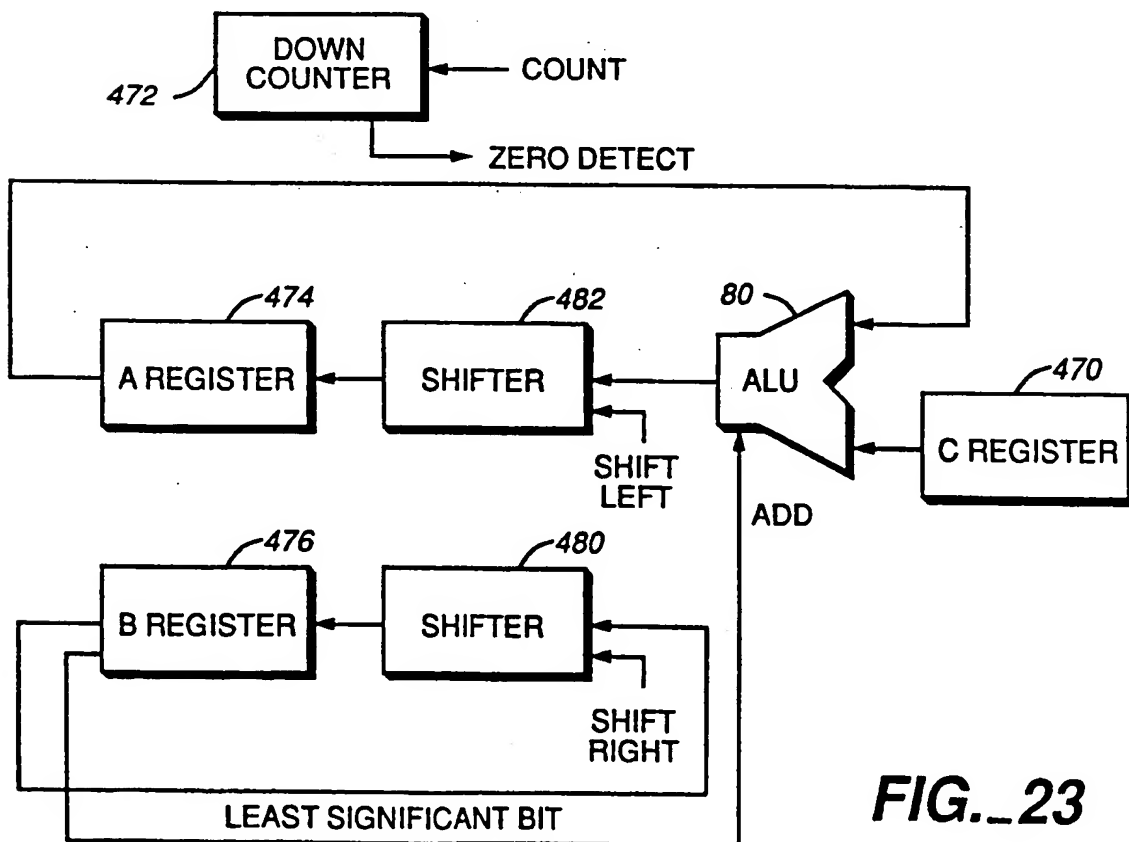 DOWN
COUNTER
COUNT
472
ZERO DETECT
474
482
80
470
A REGISTER
SHIFTER
ALU
C REGISTER
SHIFT
LEFT
ADD
476
480
B REGISTER
SHIFTER
SHIFT
RIGHT
LEAST SIGNIFICANT BIT
FIG._23